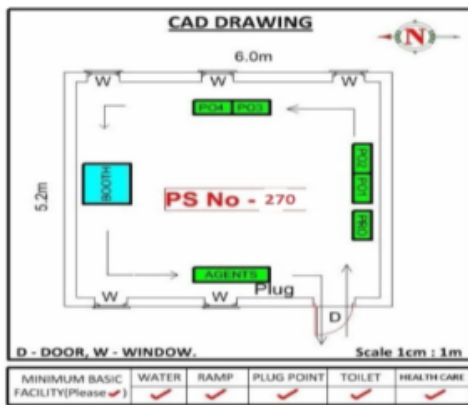 CAD DRAWING
N
6.0m
W W W
PO4 PO3
5.2m
BOOTH
PO2
PO1
PRO
PS No - 270
AGENTS
Plug
W W
D
D - DOOR, W - WINDOW. Scale 1cm : 1m
MINIMUM BASIC FACILITY(Please ✓) WATER RAMP PLUG POINT TOILET HEALTH CARE
✓ ✓ ✓ ✓ ✓